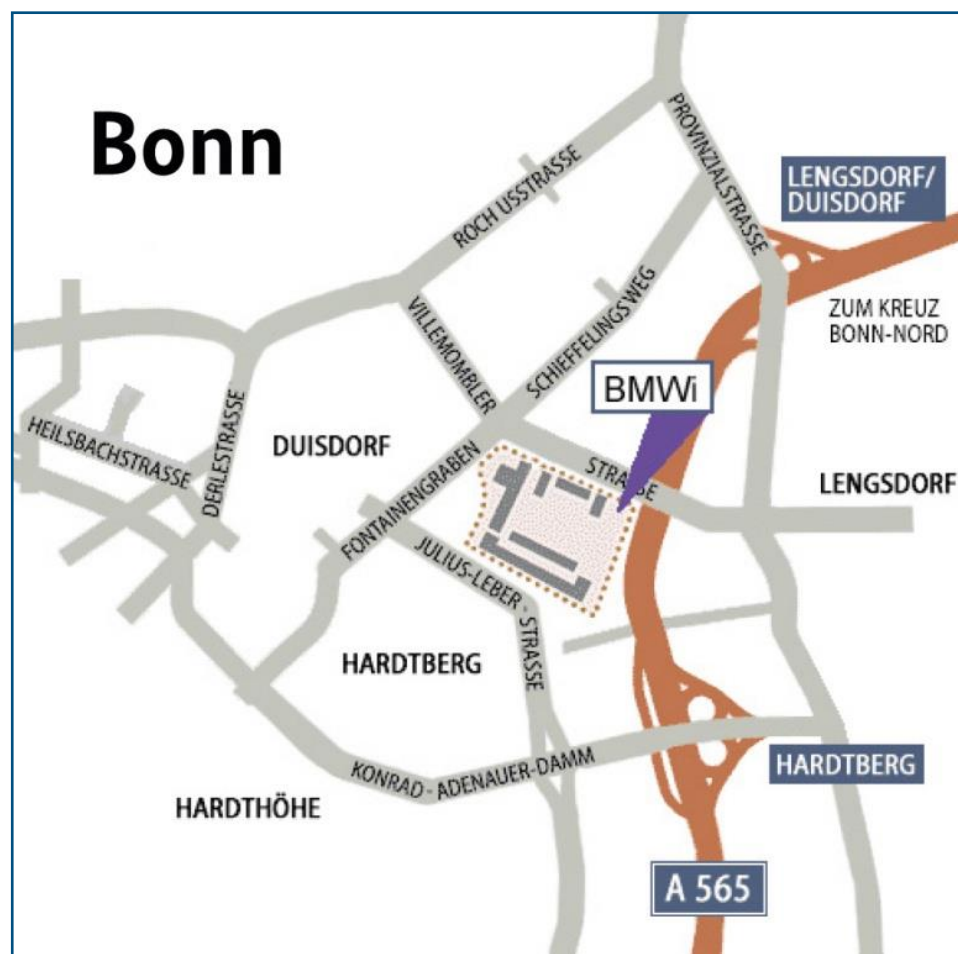 Bonn
PROVINZIALSTRASSE
LENGSDORF/
DUISDORF
ROCH USSTRASSE
ZUM KREUZ
BONN-NORD
VILLEMOMBLER
SCHIEFFELINGSWEG
BMWi
HEILSBACHSTRASSE
DERLESTRASSE
DUISDORF
STRASSE
LENGSDORF
FONTAINENGRABEN
JULIUS-LEBER - STRASSE
HARDTBERG
KONRAD - ADENAUER-DAMM
HARDTBERG
HARDTHÖHE
A 565